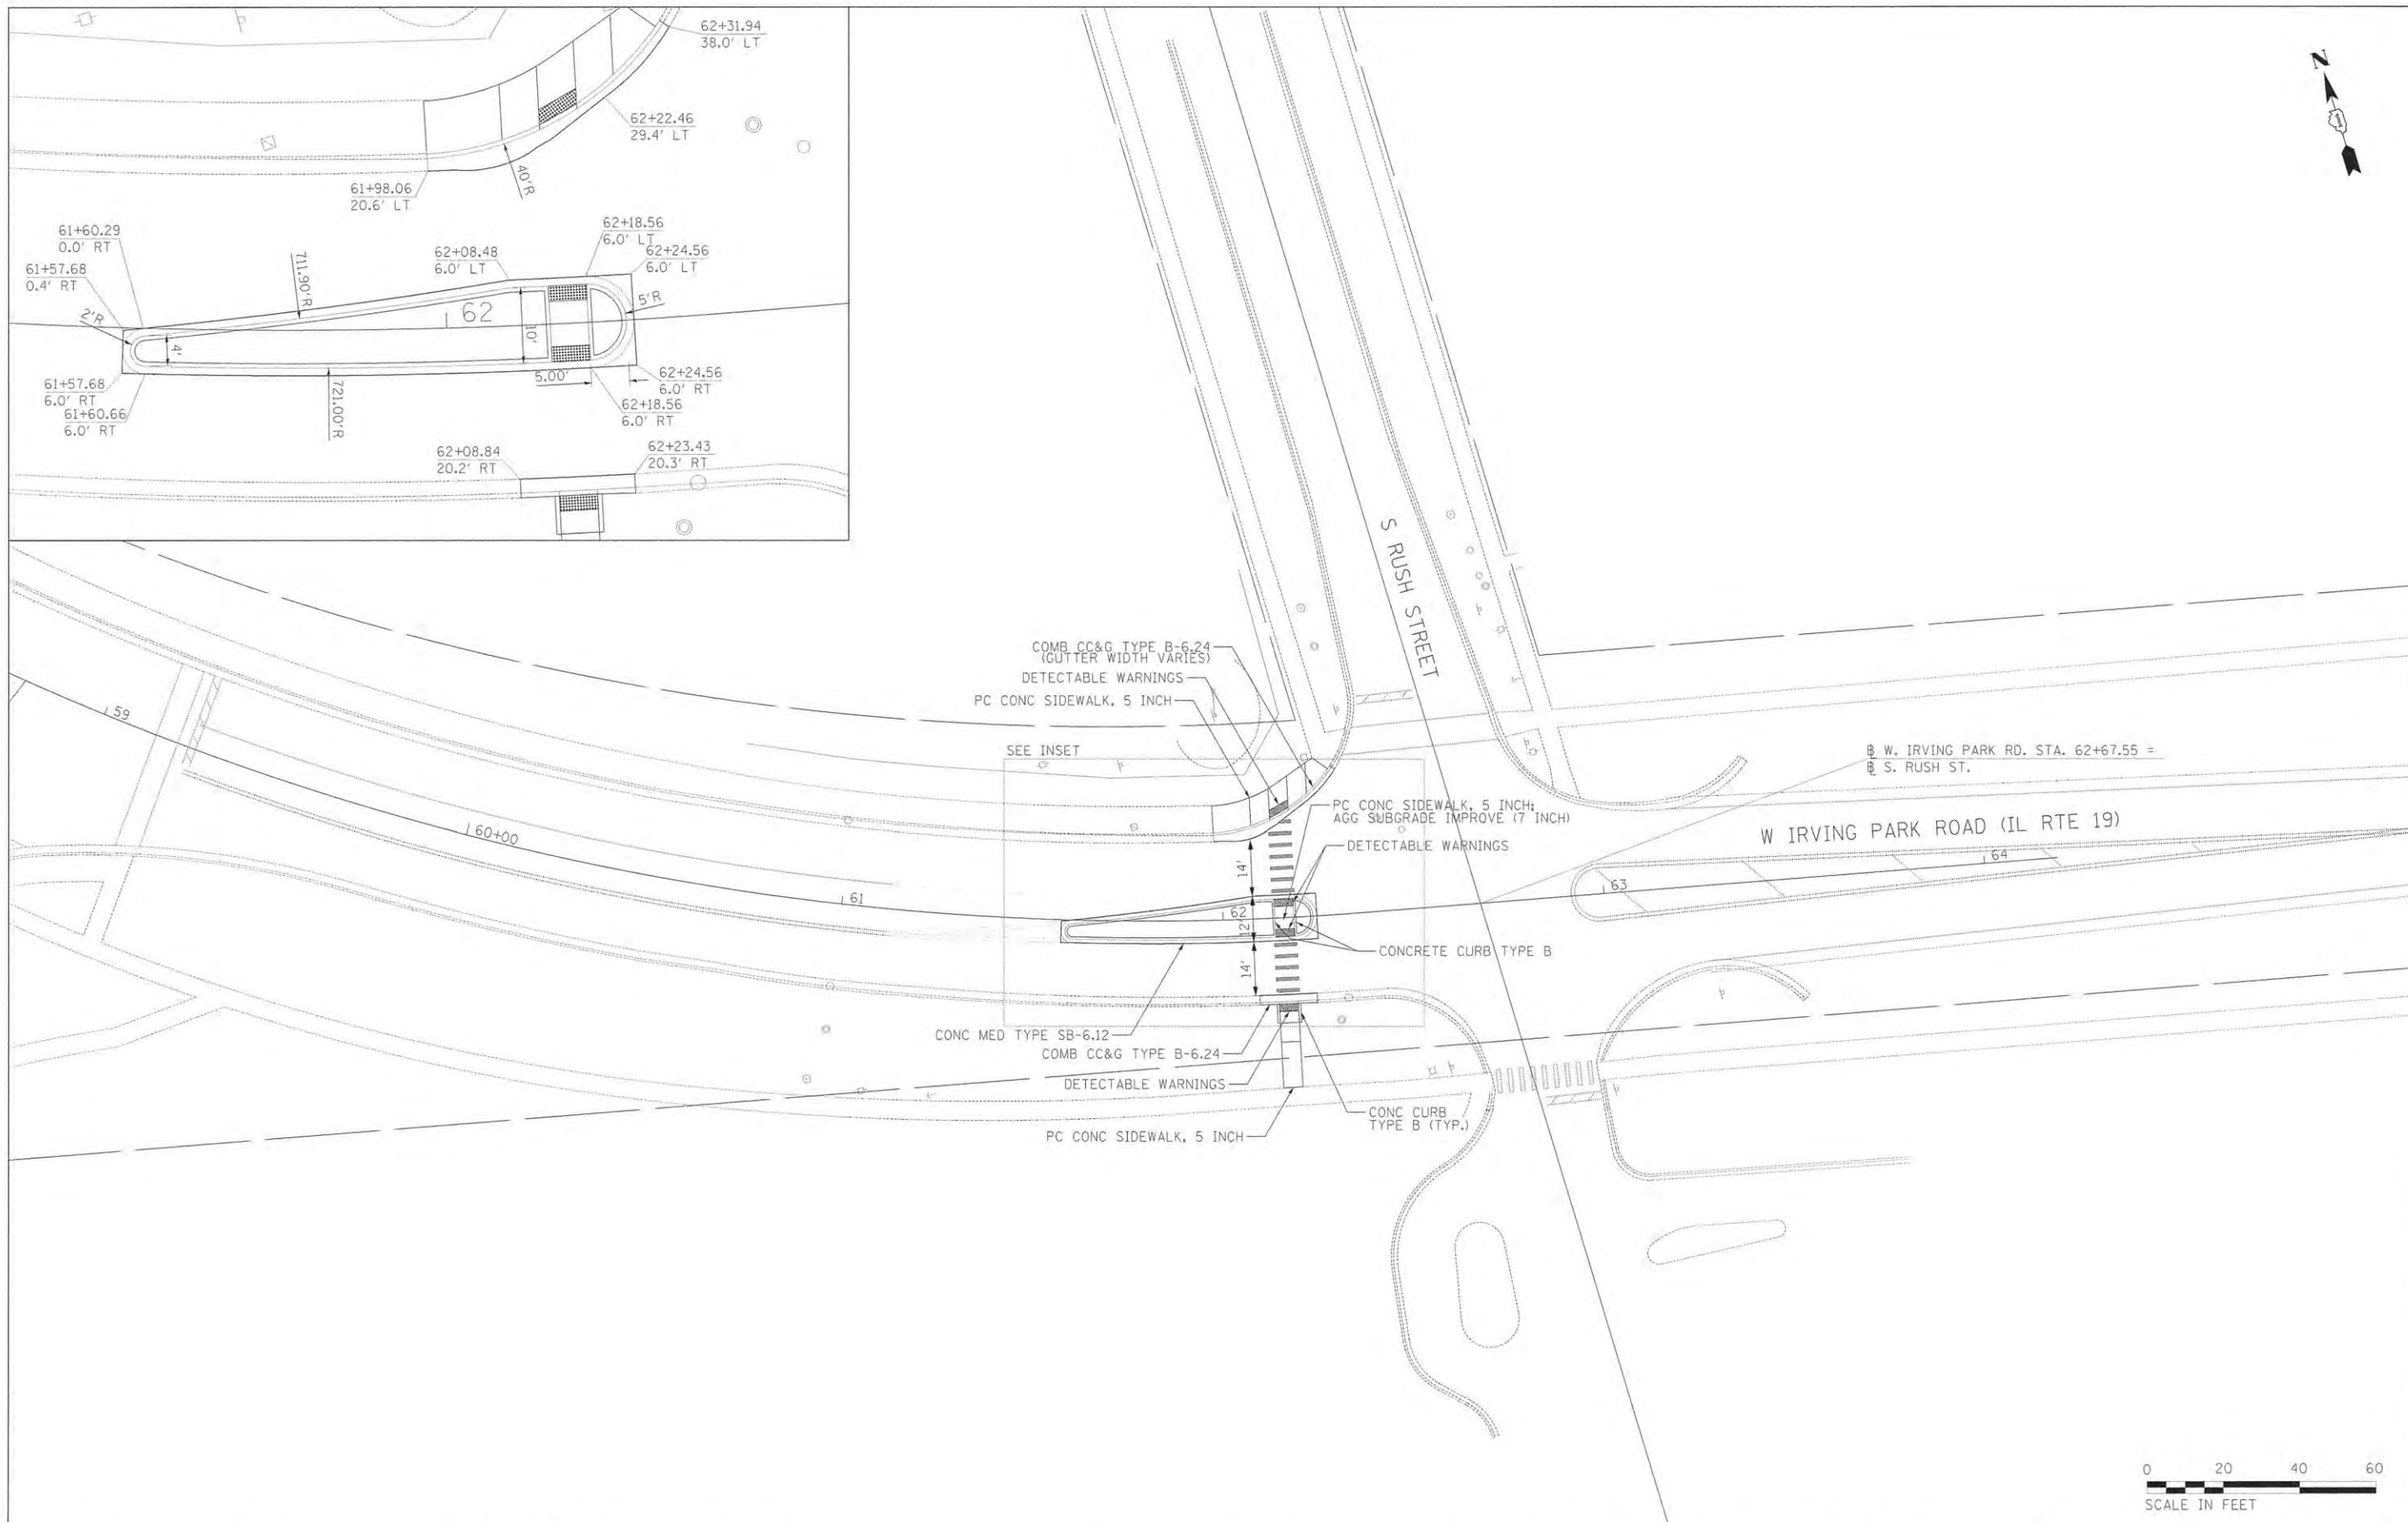 62+31.94
38.0' LT
62+22.46
29.4' LT
40'R
61+98.06
20.6' LT
61+60.29
0.0' RT
61+57.68
0.4' RT
2'R
711.90'R
62+08.48
6.0' LT
62+18.56
6.0' LT
62+24.56
6.0' LT
5'R
62
10'
4'
5.00'
61+57.68
6.0' RT
61+60.66
6.0' RT
721.00'R
62+24.56
6.0' RT
62+18.56
6.0' RT
62+08.84
20.2' RT
62+23.43
20.3' RT
N
1
S RUSH STREET
COMB CC&G TYPE B-6.24
(GUTTER WIDTH VARIES)
DETECTABLE WARNINGS
PC CONC SIDEWALK, 5 INCH
SEE INSET
59
60+00
61
62
63
64
℄ W. IRVING PARK RD. STA. 62+67.55 =
℄ S. RUSH ST.
PC CONC SIDEWALK, 5 INCH;
AGG SUBGRADE IMPROVE (7 INCH)
W IRVING PARK ROAD (IL RTE 19)
DETECTABLE WARNINGS
14'
12'
14'
CONCRETE CURB TYPE B
CONC MED TYPE SB-6.12
COMB CC&G TYPE B-6.24
DETECTABLE WARNINGS
CONC CURB
TYPE B (TYP.)
PC CONC SIDEWALK, 5 INCH
0 20 40 60
SCALE IN FEET